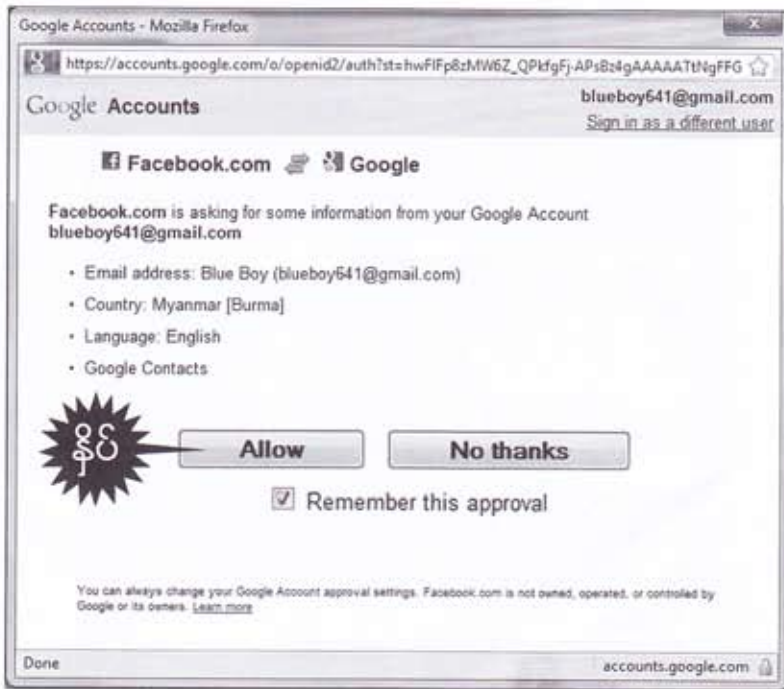 Google Accounts - Mozilla Firefox
https://accounts.google.com/o/openid2/auth?st=hwFlFp8zMW6Z_QPkfgFj-APsBz4gAAAAATtNgFFG
Google Accounts
blueboy641@gmail.com
Sign in as a different user
Facebook.com Google
Facebook.com is asking for some information from your Google Account
blueboy641@gmail.com
• Email address: Blue Boy (blueboy641@gmail.com)
• Country: Myanmar [Burma]
• Language: English
• Google Contacts
နှိပ်
Allow No thanks
Remember this approval
You can always change your Google Account approval settings. Facebook.com is not owned, operated, or controlled by
Google or its owners. Learn more
Done accounts.google.com